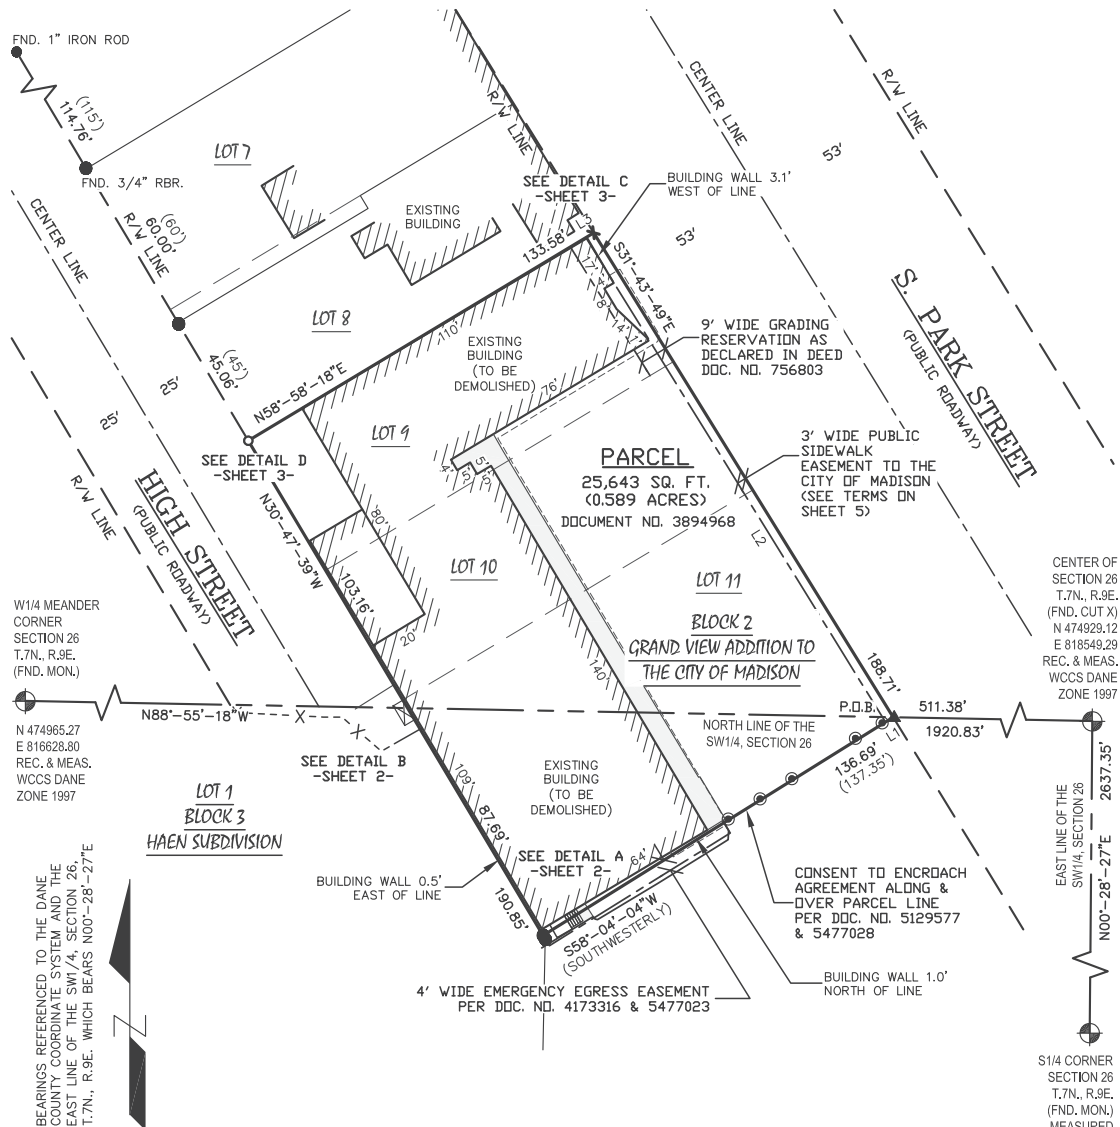 FND. 1" IRON ROD
(115')
114.76'
FND. 3/4" RBR.
(60')
60.00'
R/W LINE
(45')
45.06'
CENTER LINE
25'
25'
R/W LINE
HIGH STREET
(PUBLIC ROADWAY)
LOT 7
EXISTING
BUILDING
R/W LINE
SEE DETAIL C
-SHEET 3-
BUILDING WALL 3.1'
WEST OF LINE
CENTER LINE
R/W LINE
53'
53'
S. PARK STREET
(PUBLIC ROADWAY)
LOT 8
133.58'
N58°-58'-18"E
110'
L3
S31°-43'-49"E
17'
4'
8'
14'
1'
EXISTING
BUILDING
(TO BE
DEMOLISHED)
76'
9' WIDE GRADING
RESERVATION AS
DECLARED IN DEED
DOC. NO. 756803
LOT 9
SEE DETAIL D
-SHEET 3-
4'
5'
5'
5'
PARCEL
25,643 SQ. FT.
(0.589 ACRES)
DOCUMENT NO. 3894968
3' WIDE PUBLIC
SIDEWALK
EASEMENT TO THE
CITY OF MADISON
(SEE TERMS ON
SHEET 5)
L2
N30°-47'-39"W
80'
103.16'
20'
LOT 10
LOT 11
BLOCK 2
GRAND VIEW ADDITION TO
THE CITY OF MADISON
140'
188.71'
CENTER OF
SECTION 26
T.7N., R.9E.
(FND. CUT X)
N 474929.12
E 818549.29
REC. & MEAS.
WCCS DANE
ZONE 1997
W1/4 MEANDER
CORNER
SECTION 26
T.7N., R.9E.
(FND. MON.)
N 474965.27
E 816628.80
REC. & MEAS.
WCCS DANE
ZONE 1997
N88°-55'-18"W
P.O.B.
511.38'
1920.83'
L1
NORTH LINE OF THE
SW1/4, SECTION 26
136.69'
(137.35')
SEE DETAIL B
-SHEET 2-
LOT 1
BLOCK 3
HAEN SUBDIVISION
109'
87.69'
190.85'
EXISTING
BUILDING
(TO BE
DEMOLISHED)
SEE DETAIL A
-SHEET 2-
64'
BUILDING WALL 0.5'
EAST OF LINE
S58°-04'-04"W
(SOUTHWESTERLY)
CONSENT TO ENCROACH
AGREEMENT ALONG &
OVER PARCEL LINE
PER DOC. NO. 5129577
& 5477028
BUILDING WALL 1.0'
NORTH OF LINE
4' WIDE EMERGENCY EGRESS EASEMENT
PER DOC. NO. 4173316 & 5477023
EAST LINE OF THE
SW1/4, SECTION 26
N00°-28'-27"E 2637.35'
S1/4 CORNER
SECTION 26
T.7N., R.9E.
(FND. MON.)
MEASURED
BEARINGS REFERENCED TO THE DANE
COUNTY COORDINATE SYSTEM AND THE
EAST LINE OF THE SW1/4, SECTION 26,
T.7N., R.9E. WHICH BEARS N00°-28'-27"E